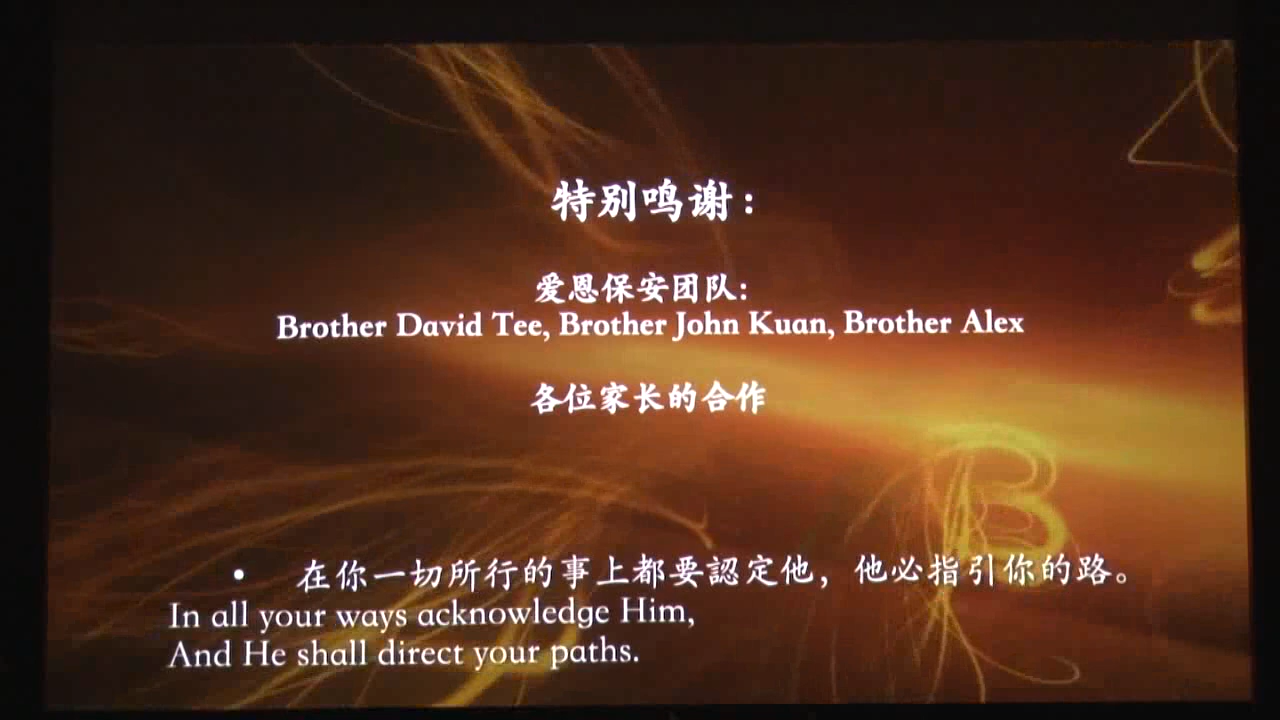 特别鸣谢：
爱恩保安团队:
Brother David Tee, Brother John Kuan, Brother Alex
各位家长的合作
• 在你一切所行的事上都要認定他，他必指引你的路。
In all your ways acknowledge Him,
And He shall direct your paths.